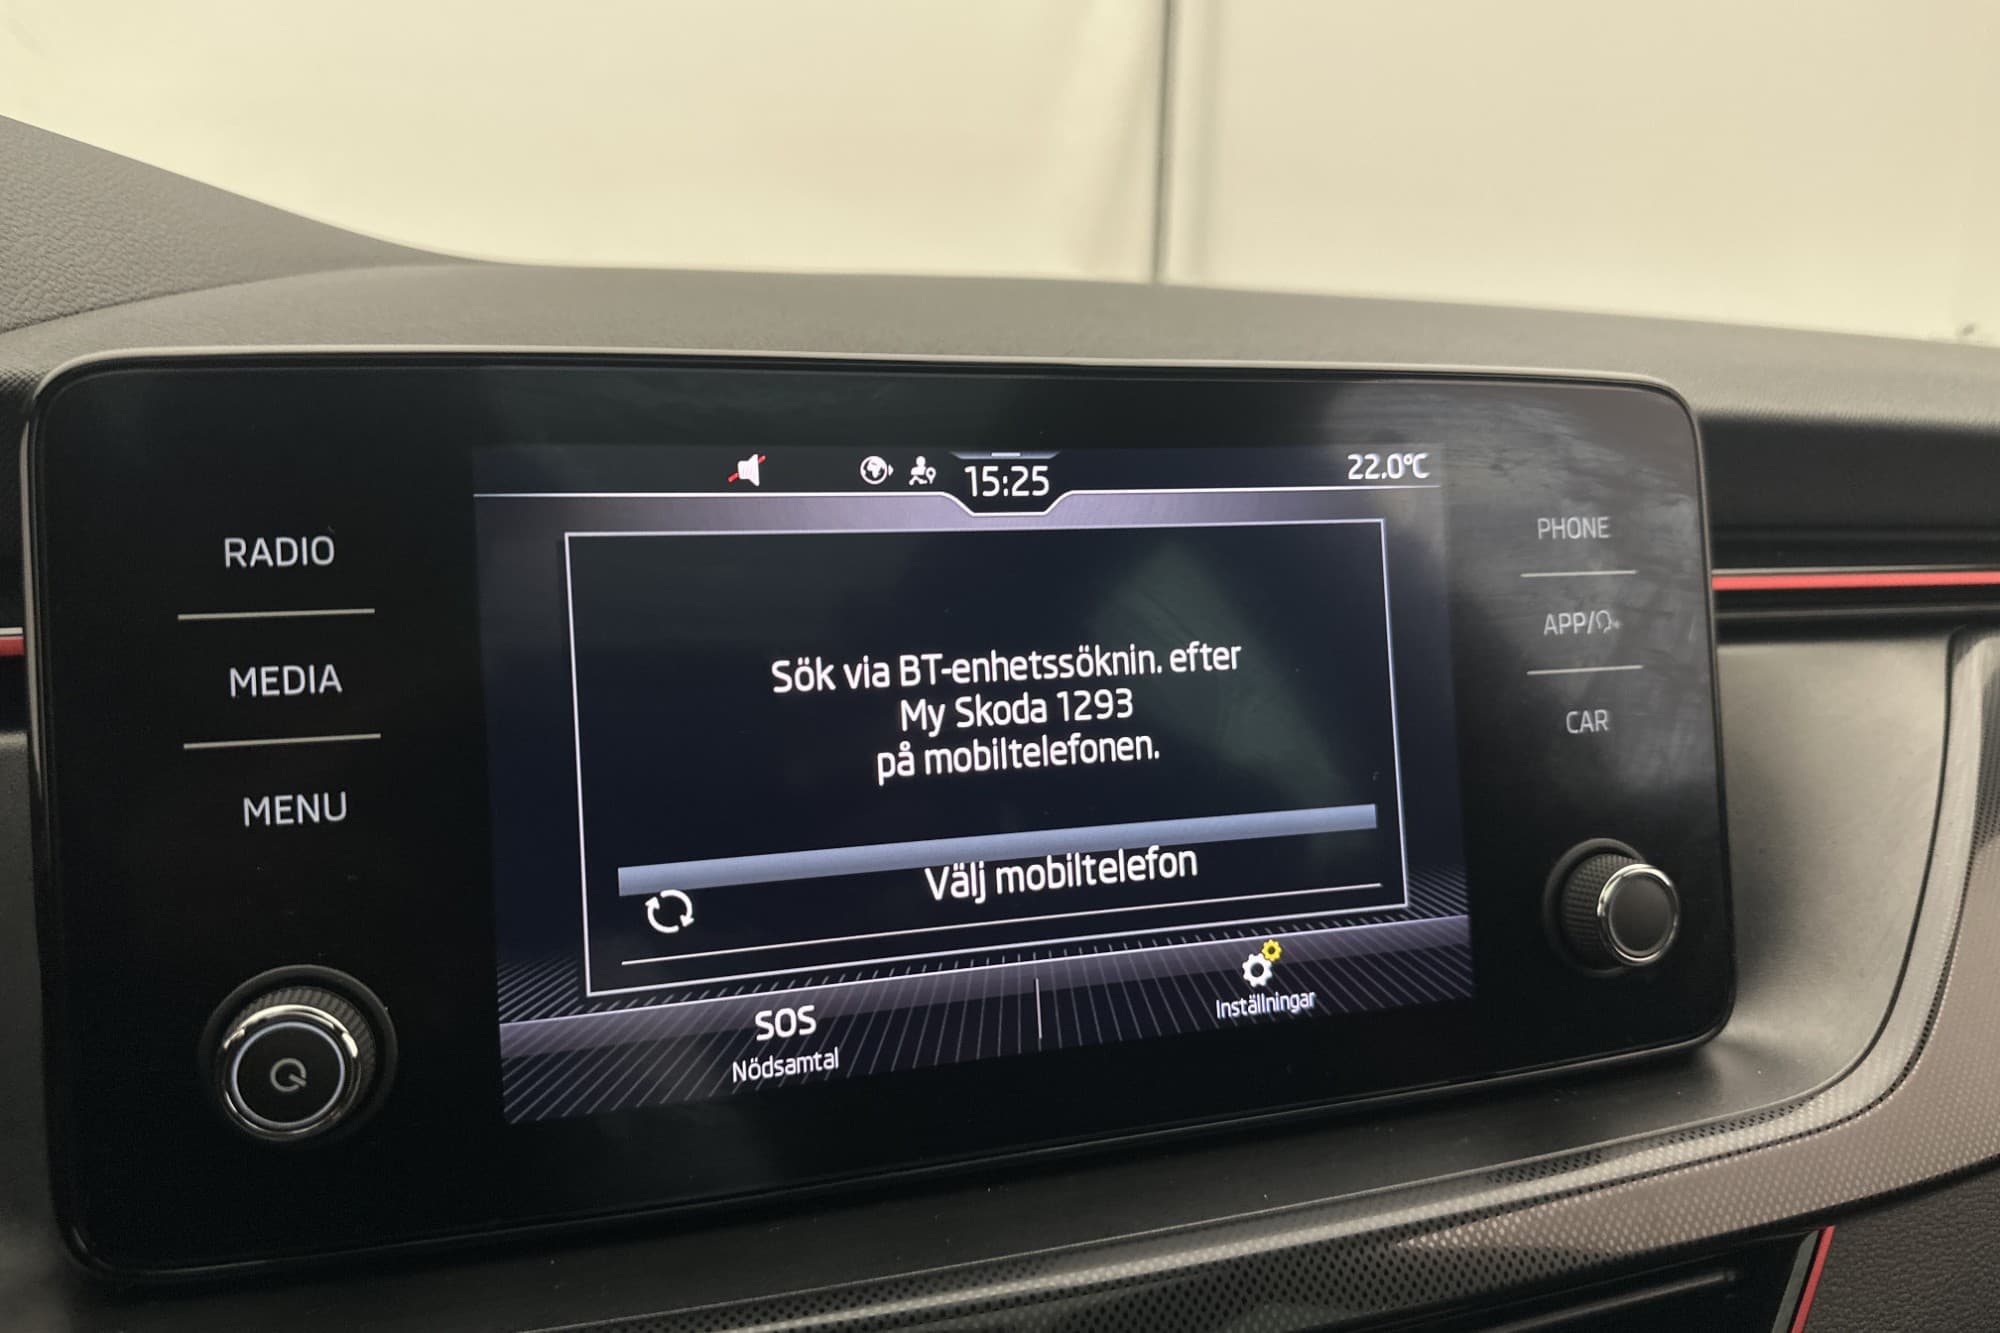 15:25
22.0°C
RADIO
MEDIA
MENU
Sök via BT-enhetssöknin. efter
My Skoda 1293
på mobiltelefonen.
Välj mobiltelefon
SOS
Nödsamtal
Inställningar
PHONE
APP/
CAR